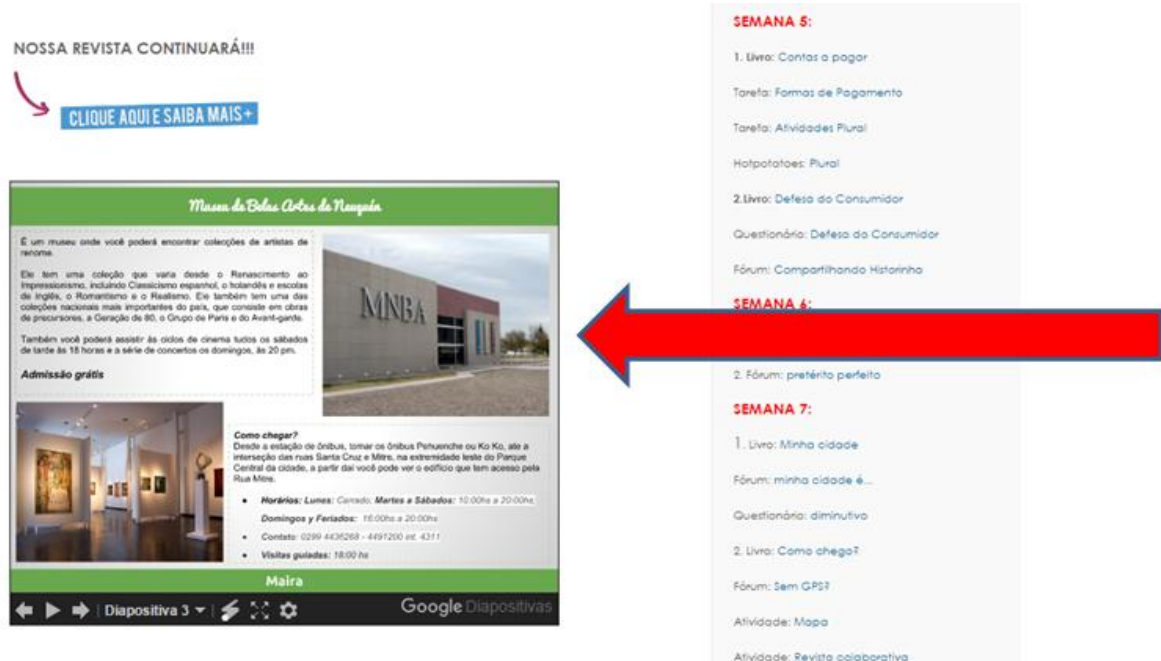 NOSSA REVISTA CONTINUARÁ!!!
CLIQUE AQUI E SAIBA MAIS+
Museu de Belas Artes de Neuquén
É um museu onde você poderá encontrar colecções de artistas de
renome.
Ele tem uma coleção que varia desde o Renascimento ao
Impressionismo, incluindo Classicismo espanhol, o holandês e escolas
de inglês, o Romantismo e o Realismo. Ele também tem uma das
coleções nacionais mais importantes do país, que consiste em obras
de precursores, a Geração de 80, o Grupo de Paris e do Avant-garde.
Também você poderá assistir às ciclos de cinema tudos os sábados
de tarde às 18 horas e a série de concertos os domingos, às 20 pm.
Admissão grátis
MNBA
Como chegar?
Desde a estação de ônibus, tomar os ônibus Pehuenche ou Ko Ko, ate a
interseção das ruas Santa Cruz e Mitre, na extremidade leste do Parque
Central da cidade, a partir daí você pode ver o edifício que tem acesso pela
Rua Mitre.
• Horários: Lunes: Cerrado; Martes a Sábados: 10:00hs a 20:00hs;
Domingos y Feriados: 16:00hs a 20:00hs
• Contato: 0299 4436268 - 4491200 int. 4311
• Visitas guiadas: 18:00 hs
Maira
Diapositiva 3
Google Diapositivas
SEMANA 5:
1. Livro: Contas a pagar
Tarefa: Formas de Pagamento
Tarefa: Atividades Plural
Hotpotatoes: Plural
2.Livro: Defesa do Consumidor
Questionário: Defesa do Consumidor
Fórum: Compartilhando Historinha
SEMANA 6:
2. Fórum: pretérito perfeito
SEMANA 7:
1. Livro: Minha cidade
Fórum: minha cidade é...
Questionário: diminutivo
2. Livro: Como chego?
Fórum: Sem GPS?
Atividade: Mapa
Atividade: Revista colaborativa